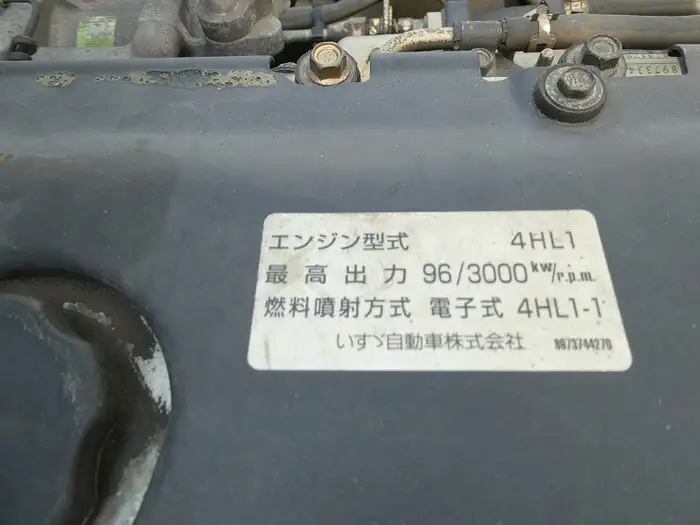 897334
エンジン型式 4HL1
最高出力 96/3000 kw/r.p.m.
燃料噴射方式 電子式 4HL1-1
いすゞ自動車株式会社 8973744270